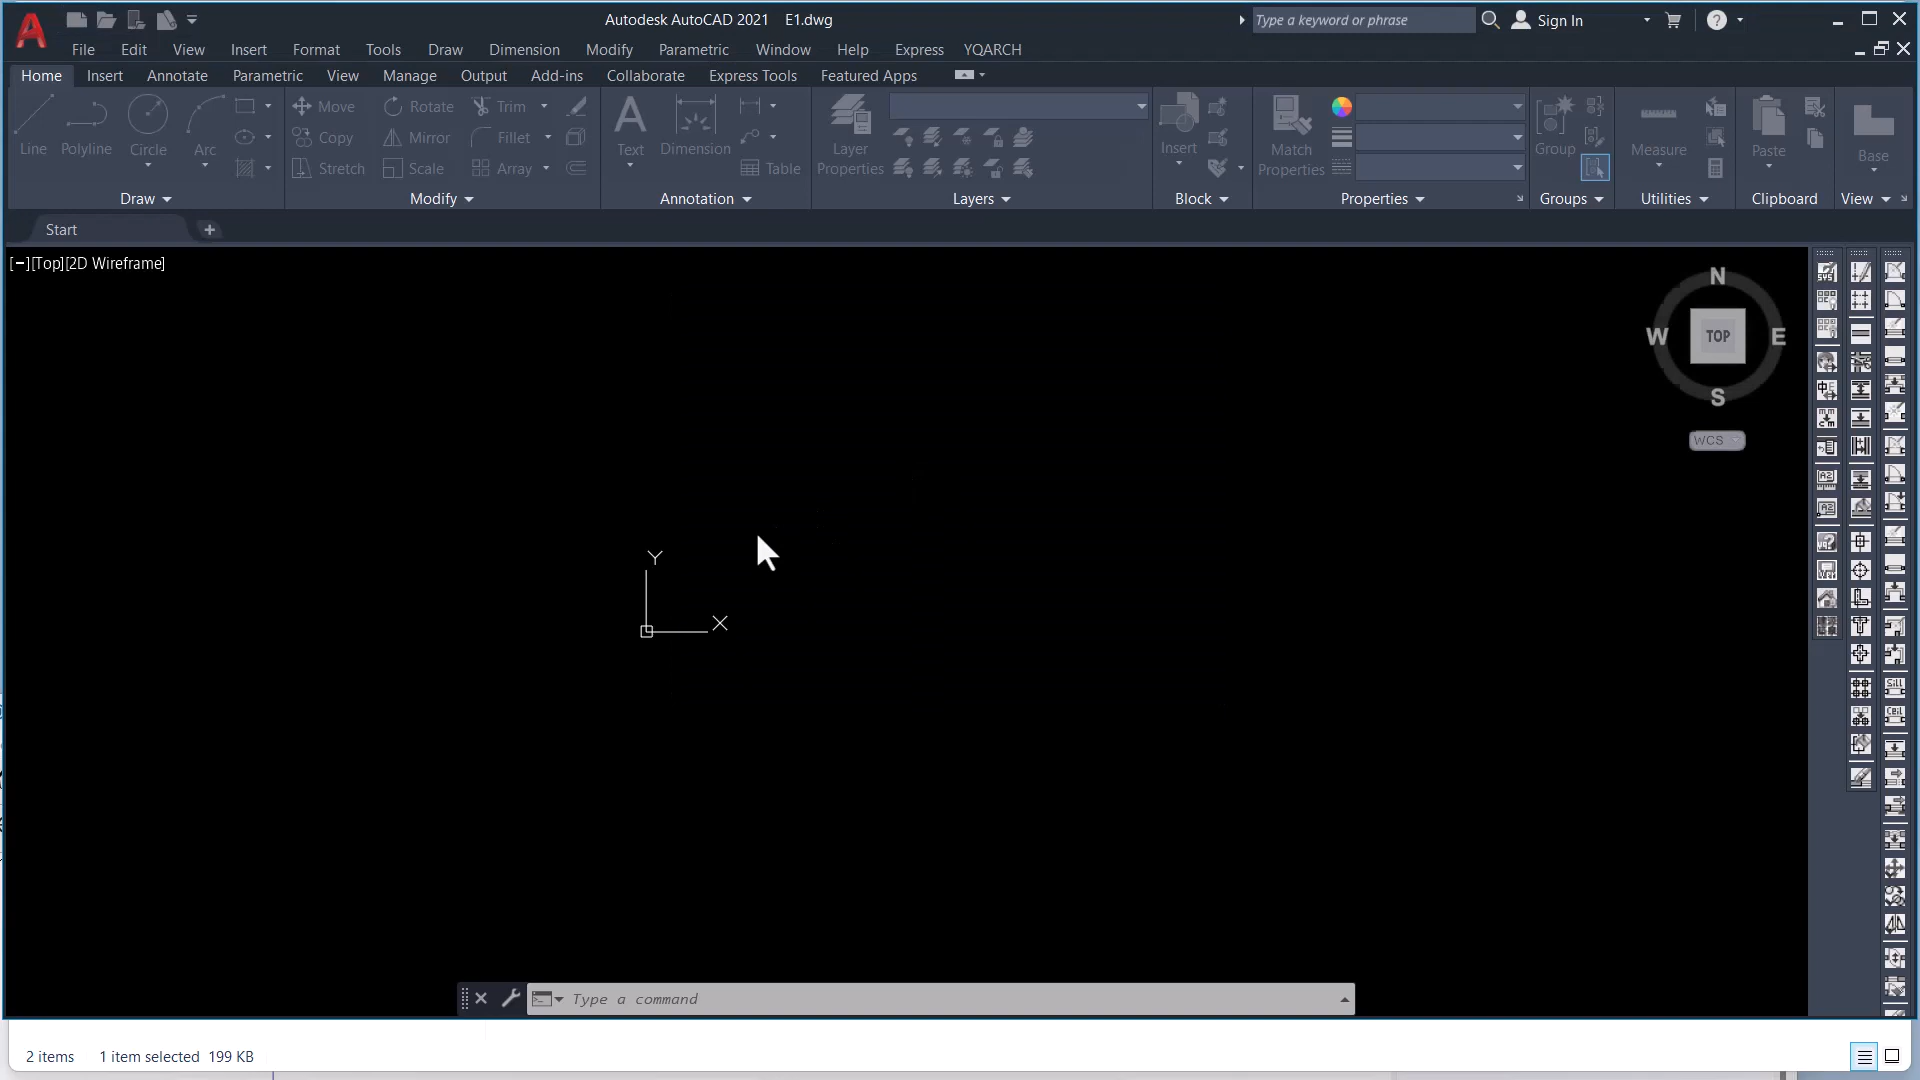 Autodesk AutoCAD 2021 E1.dwg
Type a keyword or phrase
Sign In
File Edit View Insert Format Tools Draw Dimension Modify Parametric Window Help Express YQARCH
Home Insert Annotate Parametric View Manage Output Add-ins Collaborate Express Tools Featured Apps
Line Polyline Circle Arc
Move Rotate Trim
Copy Mirror Fillet
Stretch Scale Array
Text Dimension Table
Layer Properties
Insert
Match Properties
Group
Measure
Paste
Base
Draw Modify Annotation Layers Block Properties Groups Utilities Clipboard View
Start
[−][Top][2D Wireframe]
N
W TOP E
S
WCS
Y
X
Sill
Ceil
Type a command
2 items 1 item selected 199 KB